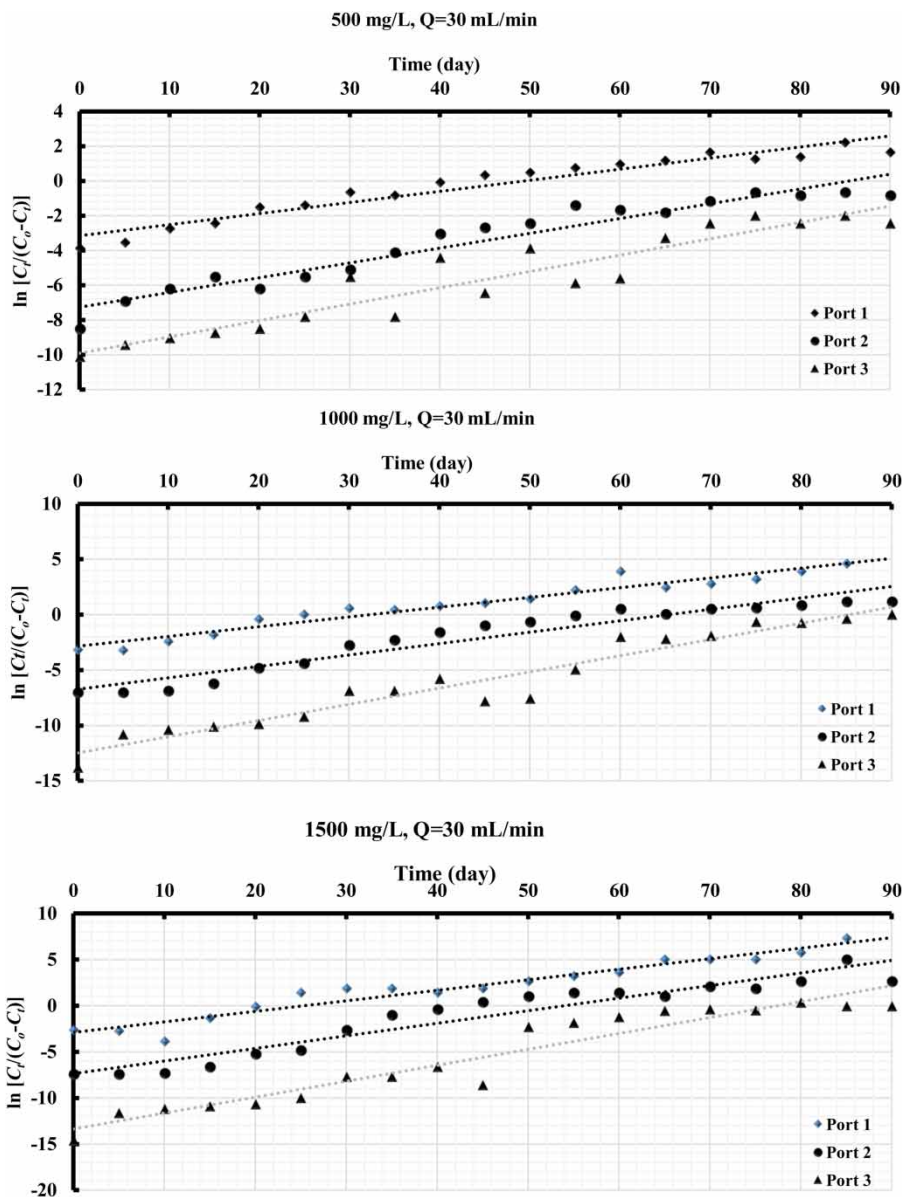 500 mg/L, Q=30 mL/min
Time (day)
0 10 20 30 40 50 60 70 80 90
4
2
0
-2
-4
-6
-8
-10
-12
ln [Ct/(Co-Ct)]
Port 1
Port 2
Port 3
1000 mg/L, Q=30 mL/min
Time (day)
0 10 20 30 40 50 60 70 80 90
10
5
0
-5
-10
-15
ln [Ct/(Co-Ct)]
Port 1
Port 2
Port 3
1500 mg/L, Q=30 mL/min
Time (day)
0 10 20 30 40 50 60 70 80 90
10
5
0
-5
-10
-15
-20
ln [Ct/(Co-Ct)]
Port 1
Port 2
Port 3